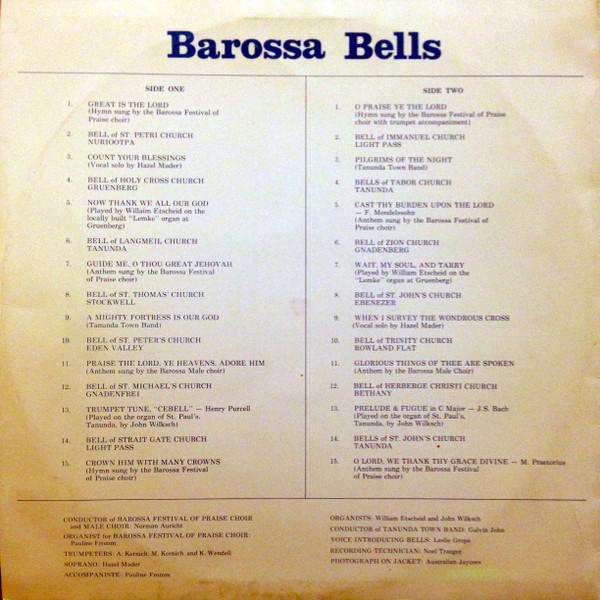 Barossa Bells
SIDE ONE
1. GREAT IS THE LORD
(Hymn sung by the Barossa Festival of
Praise choir)
2. BELL of ST. PETRI CHURCH
NURIOOTPA
3. COUNT YOUR BLESSINGS
(Vocal solo by Hazel Mader)
4. BELL of HOLY CROSS CHURCH
GRUENBERG
5. NOW THANK WE ALL OUR GOD
(Played by Willaim Etscheid on the
locally built "Lemke" organ at
Gruenberg)
6. BELL of LANGMEIL CHURCH
TANUNDA
7. GUIDE ME, O THOU GREAT JEHOVAH
(Anthem sung by the Barossa Festival
of Praise choir)
8. BELL of ST. THOMAS' CHURCH
STOCKWELL
9. A MIGHTY FORTRESS IS OUR GOD
(Tanunda Town Band)
10. BELL of ST. PETER'S CHURCH
EDEN VALLEY
11. PRAISE THE LORD, YE HEAVENS, ADORE HIM
(Anthem sung by the Barossa Male Choir)
12. BELL of ST. MICHAEL'S CHURCH
GNADENFREI
13. TRUMPET TUNE, "CEBELL" — Henry Purcell
(Played on the organ of St. Paul's,
Tanunda, by John Wilksch)
14. BELL of STRAIT GATE CHURCH
LIGHT PASS
15. CROWN HIM WITH MANY CROWNS
(Hymn sung by the Barossa Festival
of Praise choir)
SIDE TWO
1. O PRAISE YE THE LORD
(Hymn sung by the Barossa Festival of Praise
choir with trumpet accompaniment)
2. BELL of IMMANUEL CHURCH
LIGHT PASS
3. PILGRIMS OF THE NIGHT
(Tanunda Town Band)
4. BELLS of TABOR CHURCH
TANUNDA
5. CAST THY BURDEN UPON THE LORD
— F. Mendelssohn
(Anthem sung by the Barossa Festival of
Praise choir)
6. BELL of ZION CHURCH
GNADENBERG
7. WAIT, MY SOUL, AND TARRY
(Played by William Etscheid on the
"Lemke" organ at Gruenberg)
8. BELL of ST. JOHN'S CHURCH
EBENEZER
9. WHEN I SURVEY THE WONDROUS CROSS
(Vocal solo by Hazel Mader)
10. BELL of TRINITY CHURCH
ROWLAND FLAT
11. GLORIOUS THINGS OF THEE ARE SPOKEN
(Anthem by the Barossa Male Choir)
12. BELL of HERBERGE CHRISTI CHURCH
BETHANY
13. PRELUDE & FUGUE in C Major — J.S. Bach
(Played on the organ of St. Paul's,
Tanunda, by John Wilksch)
14. BELLS of ST. JOHN'S CHURCH
TANUNDA
15. O LORD, WE THANK THY GRACE DIVINE — M. Praetorius
(Anthem sung by the Barossa Festival
of Praise choir)
CONDUCTOR of BAROSSA FESTIVAL OF PRAISE CHOIR
and MALE CHOIR: Norman Auricht
ORGANIST for BAROSSA FESTIVAL OF PRAISE CHOIR:
Pauline Fromm
TRUMPETERS: A. Kernich, M. Kernich, and K. Wendell
SOPRANO: Hazel Mader
ACCOMPANISTE: Pauline Fromm
ORGANISTS: William Etscheid and John Wilksch
CONDUCTOR of TANUNDA TOWN BAND: Galvin John
VOICE INTRODUCING BELLS: Leslie Grope
RECORDING TECHNICIAN: Noel Traeger
PHOTOGRAPH ON JACKET: Australian Jaycees